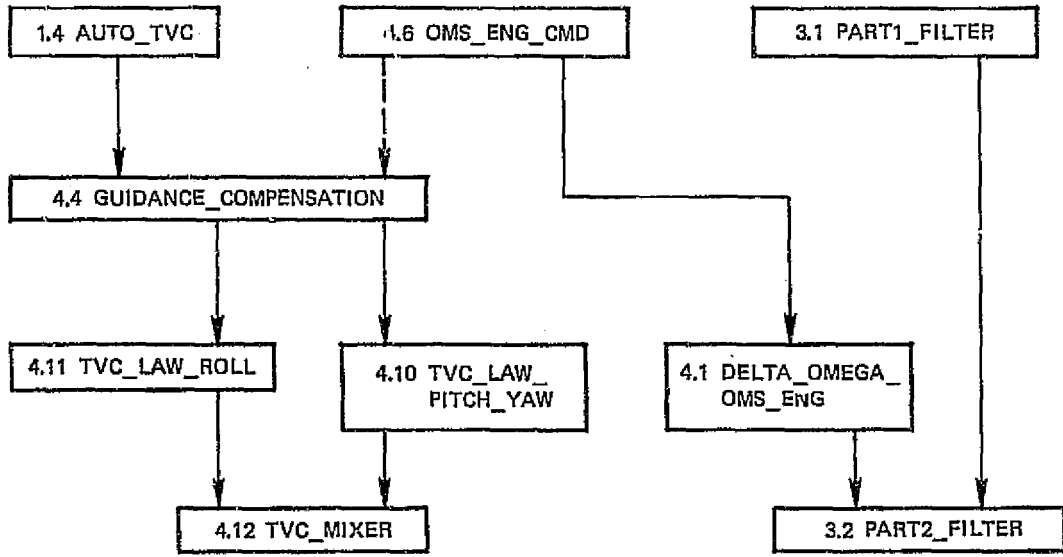 1.4 AUTO_TVC
4.6 OMS_ENG_CMD
3.1 PART1_FILTER
4.4 GUIDANCE_COMPENSATION
4.11 TVC_LAW_ROLL
4.10 TVC_LAW_
PITCH_YAW
4.1 DELTA_OMEGA_
OMS_ENG
4.12 TVC_MIXER
3.2 PART2_FILTER